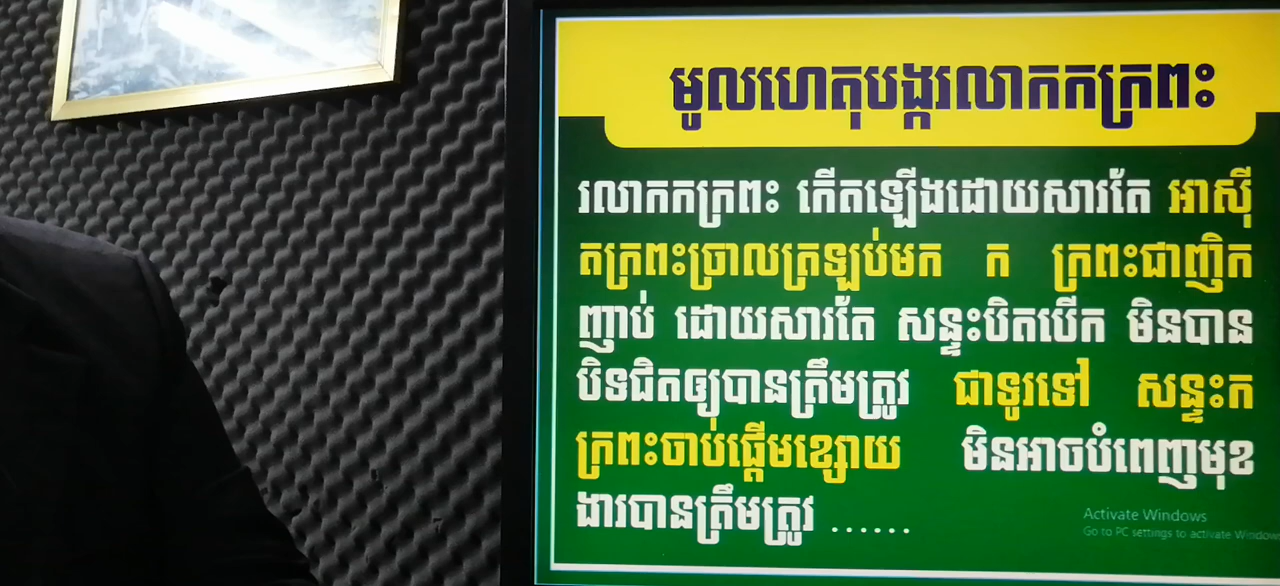 មូលហេតុបង្ករលាកកក្រពះ
រលាកកក្រពះ កើតឡើងដោយសារតែ អាស៊ី
តក្រពះច្រាលត្រឡប់មក ក ក្រពះជាញឹក
ញាប់ ដោយសារតែ សន្ទះបិតបើក មិនបាន
បិទជិតឲ្យបានត្រឹមត្រូវ ជាទូរទៅ សន្ទះក
ក្រពះចាប់ផ្តើមខ្សោយ មិនអាចបំពេញមុខ
ងារបានត្រឹមត្រូវ ......
Activate Windows
Go to PC settings to activate Windows